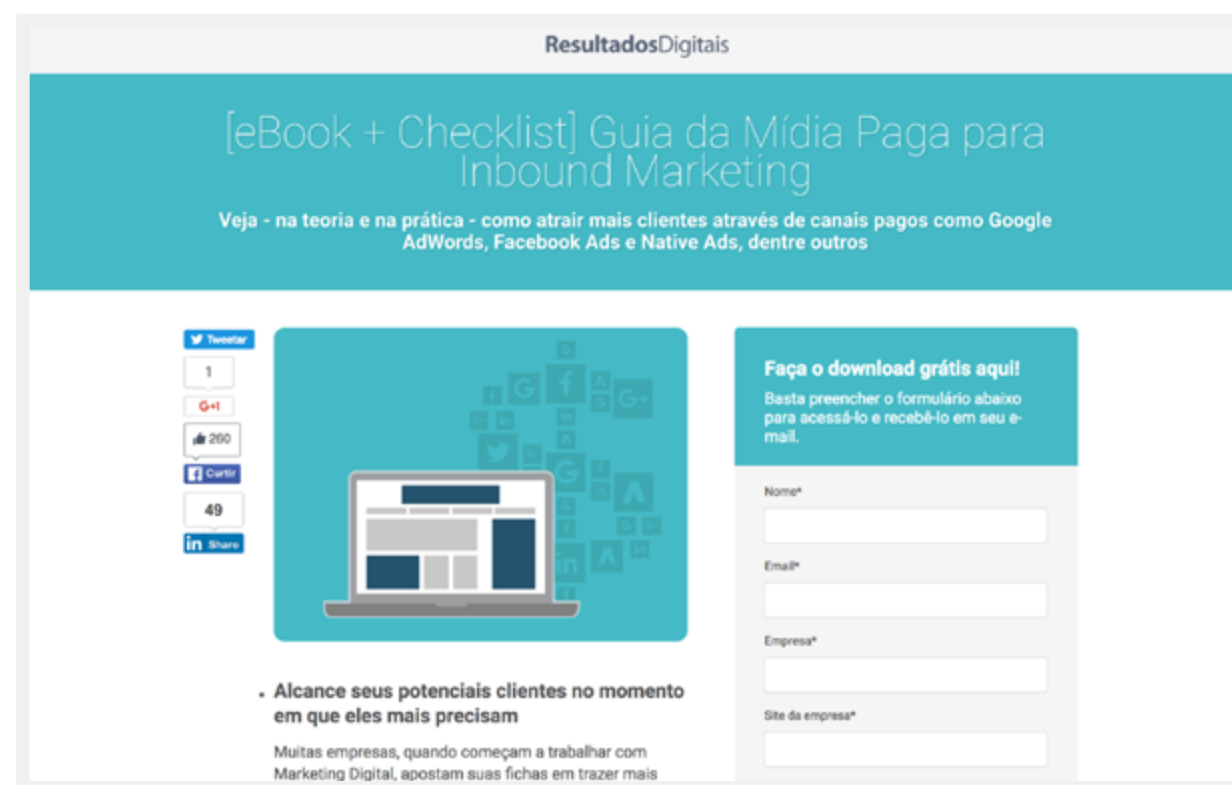 ResultadosDigitais
[eBook + Checklist] Guia da Mídia Paga para
Inbound Marketing
Veja - na teoria e na prática - como atrair mais clientes através de canais pagos como Google
AdWords, Facebook Ads e Native Ads, dentre outros
Tweetar
1
G+1
260
Curtir
49
in Share
Alcance seus potenciais clientes no momento
em que eles mais precisam
Muitas empresas, quando começam a trabalhar com
Marketing Digital, apostam suas fichas em trazer mais
Faça o download grátis aqui!
Basta preencher o formulário abaixo
para acessá-lo e recebê-lo em seu e-
mail.
Nome*
Email*
Empresa*
Site da empresa*